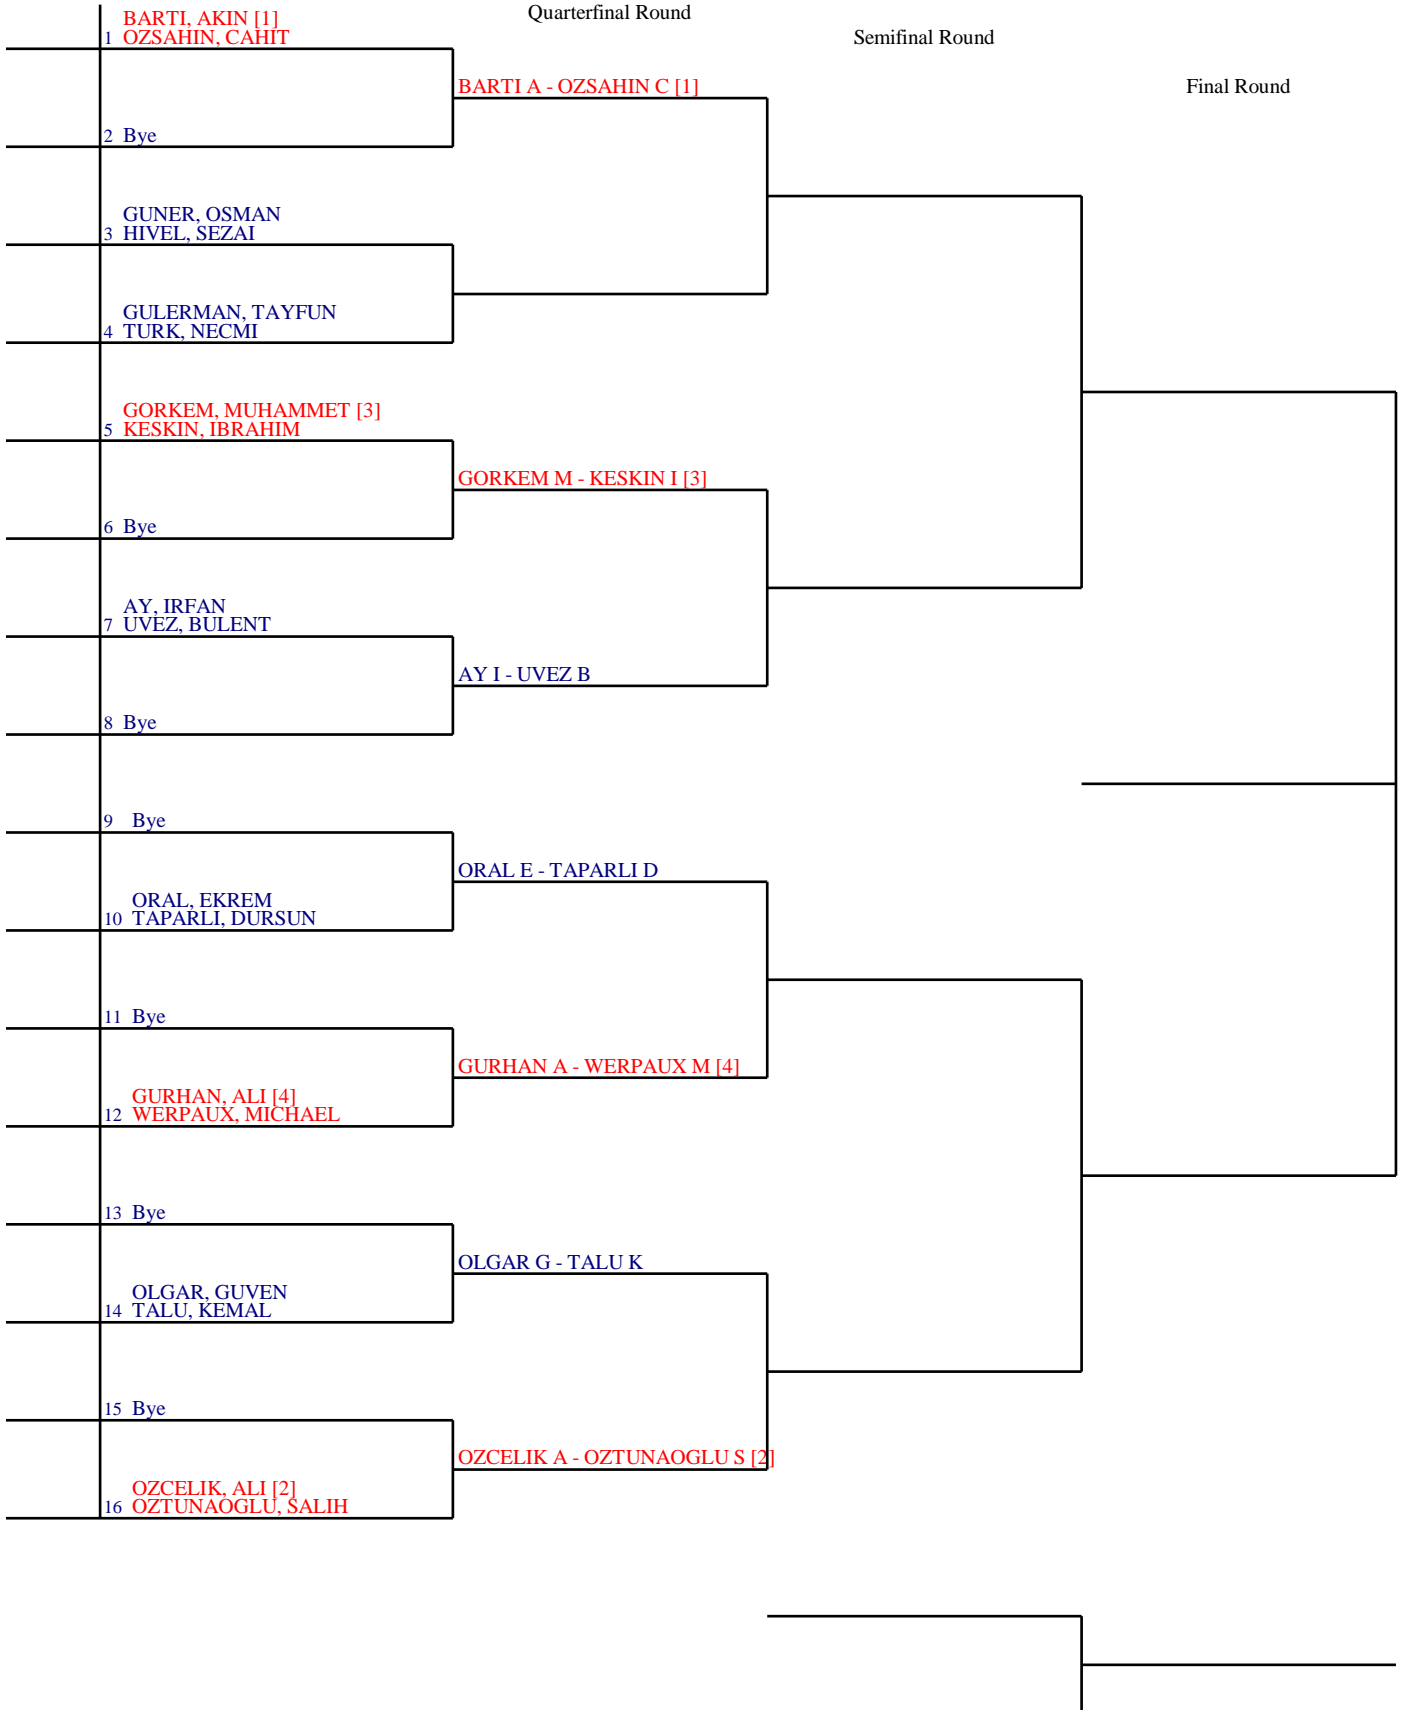 Quarterfinal Round
Semifinal Round
Final Round
BARTI, AKIN [1]
1 OZSAHIN, CAHIT
BARTI A - OZSAHIN C [1]
2 Bye
GUNER, OSMAN
3 HIVEL, SEZAI
GULERMAN, TAYFUN
4 TURK, NECMI
GORKEM, MUHAMMET [3]
5 KESKIN, IBRAHIM
GORKEM M - KESKIN I [3]
6 Bye
AY, IRFAN
7 UVEZ, BULENT
AY I - UVEZ B
8 Bye
9 Bye
ORAL E - TAPARLI D
ORAL, EKREM
10 TAPARLI, DURSUN
11 Bye
GURHAN A - WERPAUX M [4]
GURHAN, ALI [4]
12 WERPAUX, MICHAEL
13 Bye
OLGAR G - TALU K
OLGAR, GUVEN
14 TALU, KEMAL
15 Bye
OZCELIK A - OZTUNAOGLU S [2]
OZCELIK, ALI [2]
16 OZTUNAOGLU, SALIH